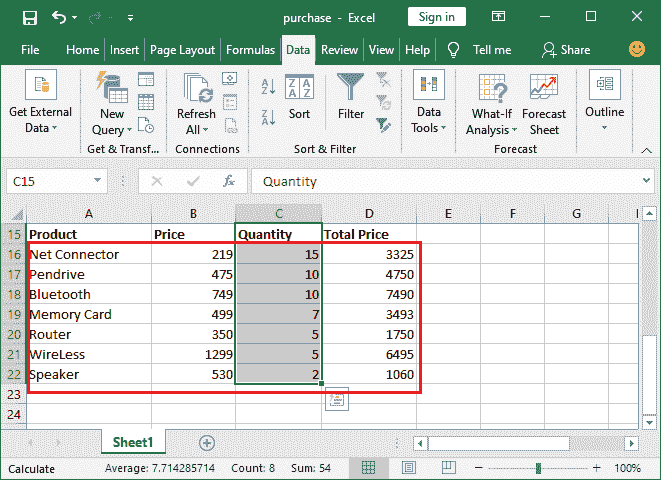 purchase - Excel
Sign in
File Home Insert Page Layout Formulas Data Review View Help Tell me Share
Get External Data
New Query
Refresh All
A Z
Z A
Z A A Z
Sort
Filter
Data Tools
What-If Analysis
Forecast Sheet
Outline
Get & Transf...
Connections
Sort & Filter
Forecast
C15 fx Quantity
A B C D E F G
15 Product Price Quantity Total Price
16 Net Connector 219 15 3325
17 Pendrive 475 10 4750
18 Bluetooth 749 10 7490
19 Memory Card 499 7 3493
20 Router 350 5 1750
21 WireLess 1299 5 6495
22 Speaker 530 2 1060
23
24
Sheet1
Calculate Average: 7.714285714 Count: 8 Sum: 54 100%